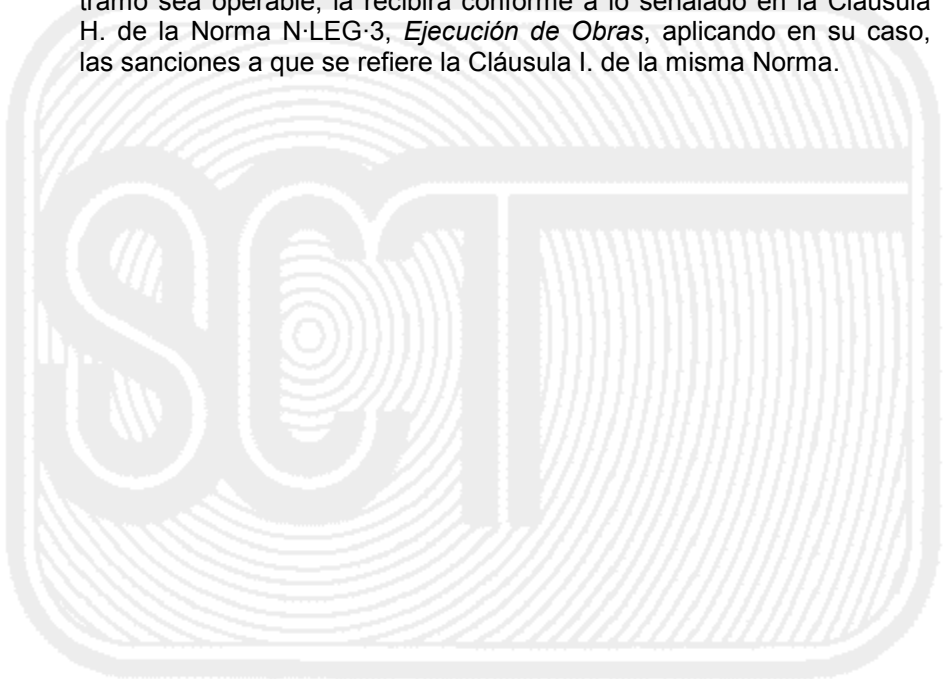 tramo sea operable, la recibirá conforme a lo señalado en la Cláusula
H. de la Norma N·LEG·3, Ejecución de Obras, aplicando en su caso,
las sanciones a que se refiere la Cláusula I. de la misma Norma.
SCT